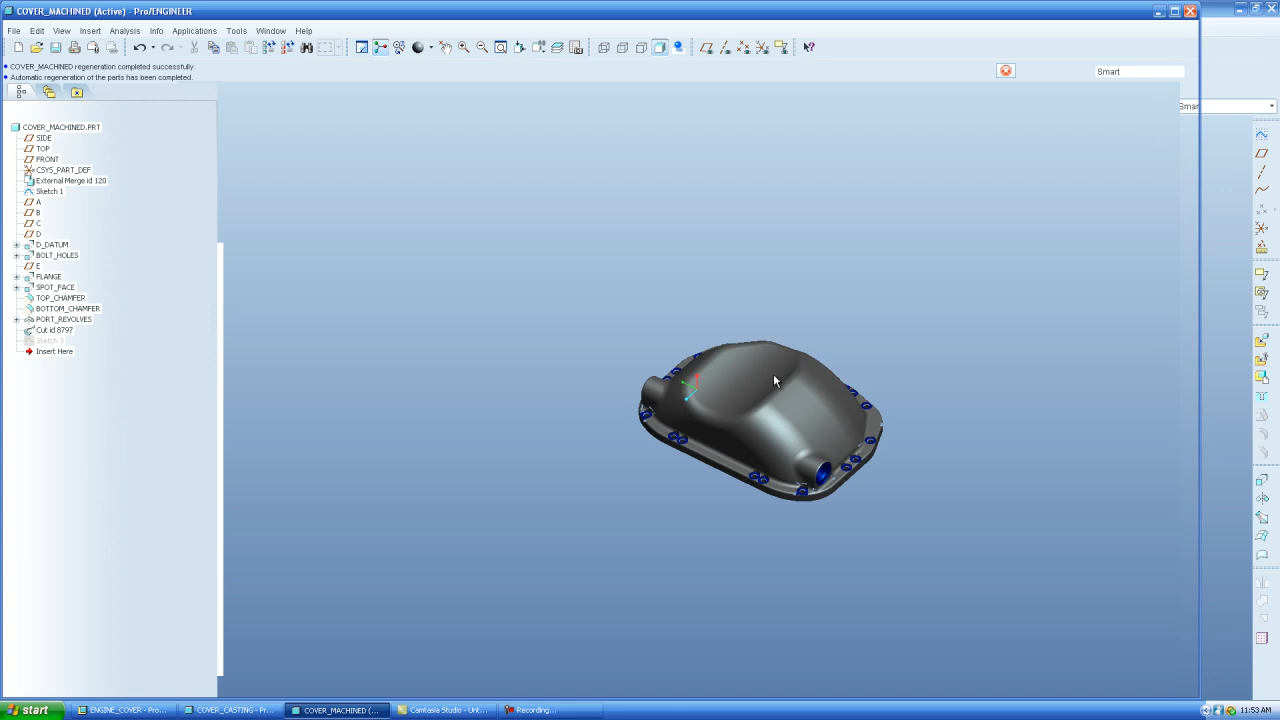 COVER_MACHINED (Active) - Pro/ENGINEER
File Edit View Insert Analysis Info Applications Tools Window Help
COVER_MACHINED regeneration completed successfully.
Automatic regeneration of the parts has been completed.
Smart
Smar
COVER_MACHINED.PRT
SIDE
TOP
FRONT
CSYS_PART_DEF
External Merge id 120
Sketch 1
A
B
C
D
D_DATUM
BOLT_HOLES
E
FLANGE
SPOT_FACE
TOP_CHAMFER
BOTTOM_CHAMFER
PORT_REVOLVES
Cut id 8797
Sketch 3
Insert Here
start
ENGINE_COVER - Pro...
COVER_CASTING - Pr...
COVER_MACHINED (...
Camtasia Studio - Unt...
Recording...
11:53 AM